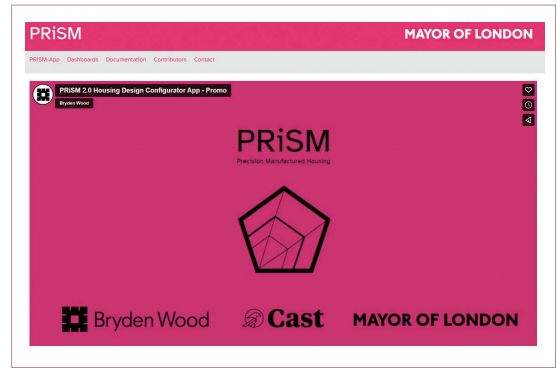 PRiSM
MAYOR OF LONDON
PRISM-App Dashboards Documentation Contributors Contact
PRiSM 2.0 Housing Design Configurator App - Promo
Bryden Wood
PRiSM
Precision Manufactured Housing
Bryden Wood
Cast
MAYOR OF LONDON